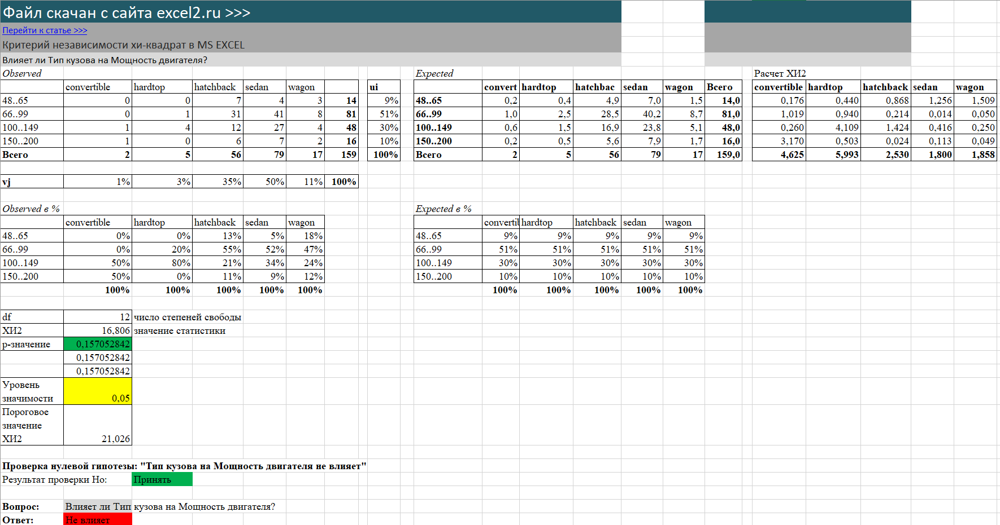 Файл скачан с сайта excel2.ru >>>
Перейти к статье >>>
Критерий независимости хи-квадрат в MS EXCEL
Влияет ли Тип кузова на Мощность двигателя?
Observed Expected Расчет ХИ2
convertible hardtop hatchback sedan wagon ui convert hardtop hatchbac sedan wagon Всего convertible hardtop hatchback sedan wagon
48..65 0 0 7 4 3 14 9% 48..65 0,2 0,4 4,9 7,0 1,5 14,0 0,176 0,440 0,868 1,256 1,509
66..99 0 1 31 41 8 81 51% 66..99 1,0 2,5 28,5 40,2 8,7 81,0 1,019 0,940 0,214 0,014 0,050
100..149 1 4 12 27 4 48 30% 100..149 0,6 1,5 16,9 23,8 5,1 48,0 0,260 4,109 1,424 0,416 0,250
150..200 1 0 6 7 2 16 10% 150..200 0,2 0,5 5,6 7,9 1,7 16,0 3,170 0,503 0,024 0,113 0,049
Всего 2 5 56 79 17 159 100% Всего 2 5 56 79 17 159,0 4,625 5,993 2,530 1,800 1,858
vj 1% 3% 35% 50% 11% 100%
Observed в % Expected в %
convertible hardtop hatchback sedan wagon convertil hardtop hatchback sedan wagon
48..65 0% 0% 13% 5% 18% 48..65 9% 9% 9% 9% 9%
66..99 0% 20% 55% 52% 47% 66..99 51% 51% 51% 51% 51%
100..149 50% 80% 21% 34% 24% 100..149 30% 30% 30% 30% 30%
150..200 50% 0% 11% 9% 12% 150..200 10% 10% 10% 10% 10%
100% 100% 100% 100% 100% 100% 100% 100% 100% 100%
df 12 число степеней свободы
ХИ2 16,806 значение статистики
p-значение 0,157052842
0,157052842
0,157052842
Уровень
значимости 0,05
Пороговое
значение
ХИ2 21,026
Проверка нулевой гипотезы: "Тип кузова на Мощность двигателя не влияет"
Результат проверки Но: Принять
Вопрос: Влияет ли Тип кузова на Мощность двигателя?
Ответ: Не влияет